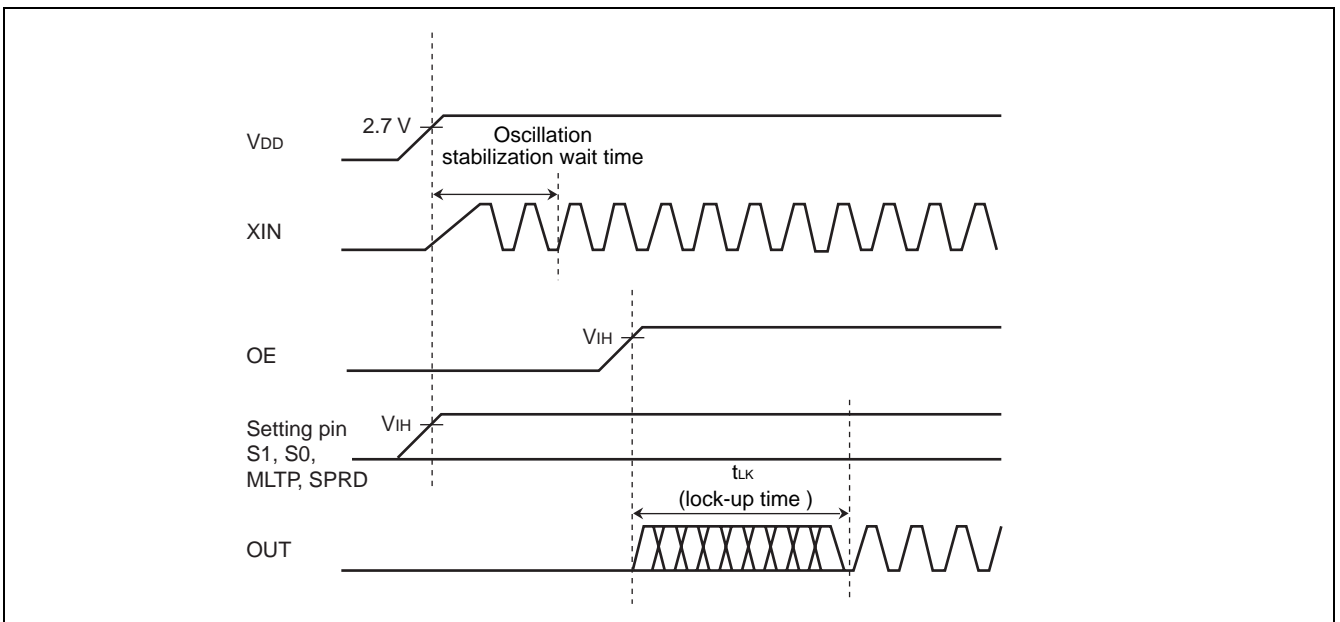 2.7 V
VDD
Oscillation
stabilization wait time
XIN
VIH
OE
VIH
Setting pin
S1, S0,
MLTP, SPRD
tLK
(lock-up time )
OUT